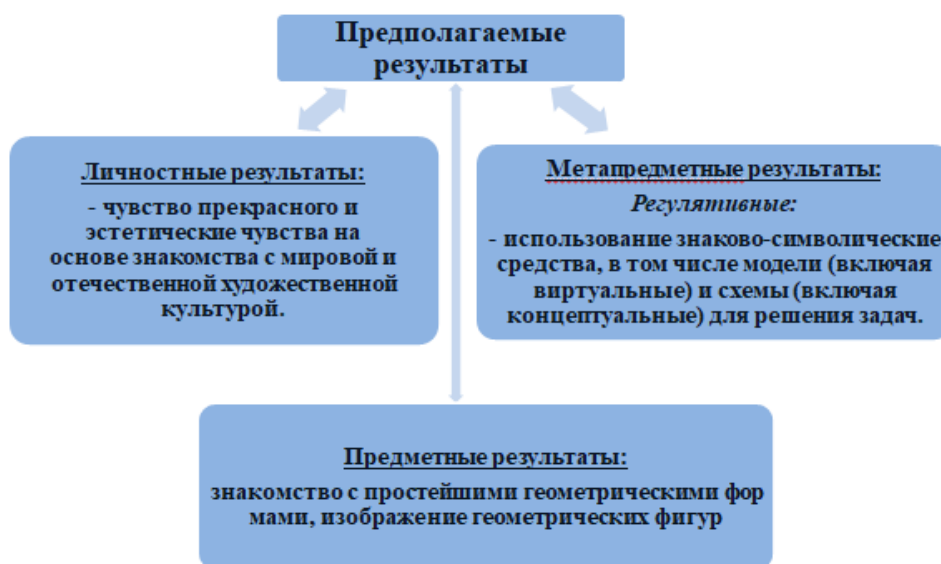 Предполагаемые
результаты
Личностные результаты:
- чувство прекрасного и
эстетические чувства на
основе знакомства с мировой и
отечественной художественной
культурой.
Метапредметные результаты:
Регулятивные:
- использование знаково-символические
средства, в том числе модели (включая
виртуальные) и схемы (включая
концептуальные) для решения задач.
Предметные результаты:
знакомство с простейшими геометрическими фор
мами, изображение геометрических фигур